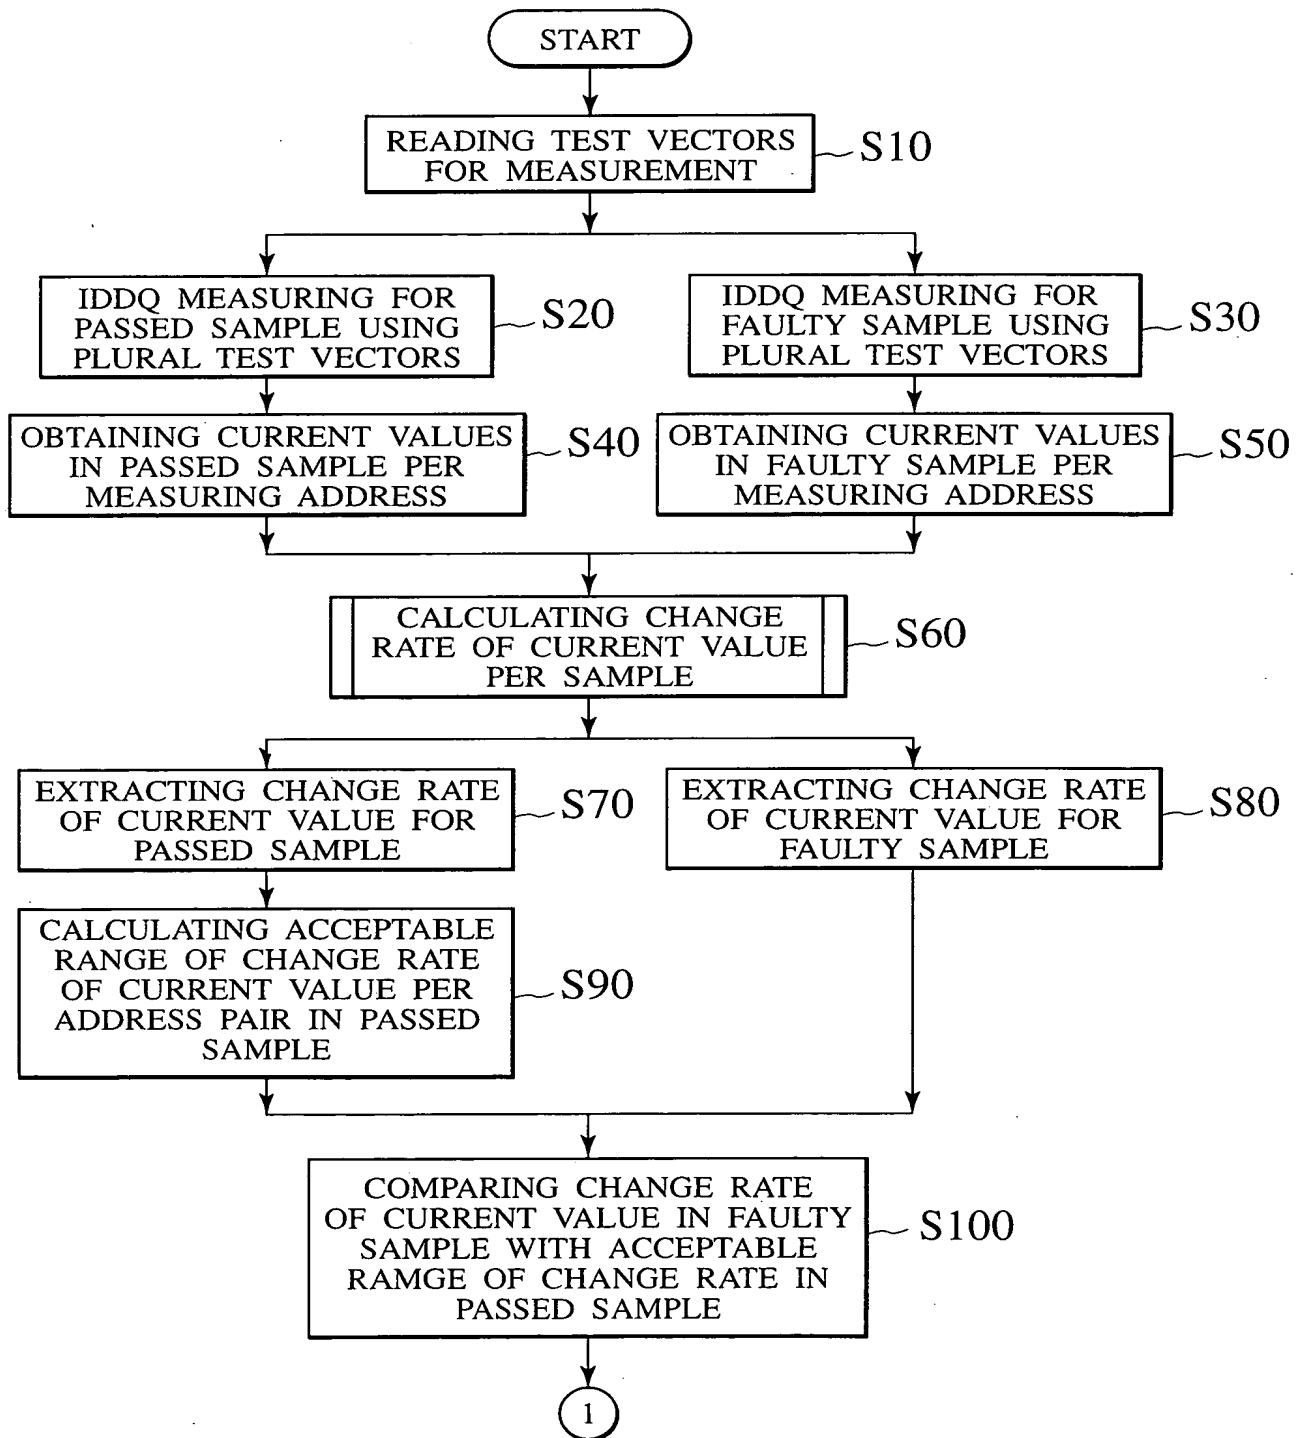 START
READING TEST VECTORS
FOR MEASUREMENT
S10
IDDQ MEASURING FOR
PASSED SAMPLE USING
PLURAL TEST VECTORS
S20
IDDQ MEASURING FOR
FAULTY SAMPLE USING
PLURAL TEST VECTORS
S30
OBTAINING CURRENT VALUES
IN PASSED SAMPLE PER
MEASURING ADDRESS
S40
OBTAINING CURRENT VALUES
IN FAULTY SAMPLE PER
MEASURING ADDRESS
S50
CALCULATING CHANGE
RATE OF CURRENT VALUE
PER SAMPLE
S60
EXTRACTING CHANGE RATE
OF CURRENT VALUE FOR
PASSED SAMPLE
S70
EXTRACTING CHANGE RATE
OF CURRENT VALUE FOR
FAULTY SAMPLE
S80
CALCULATING ACCEPTABLE
RANGE OF CHANGE RATE
OF CURRENT VALUE PER
ADDRESS PAIR IN PASSED
SAMPLE
S90
COMPARING CHANGE RATE
OF CURRENT VALUE IN FAULTY
SAMPLE WITH ACCEPTABLE
RAMGE OF CHANGE RATE IN
PASSED SAMPLE
S100
1